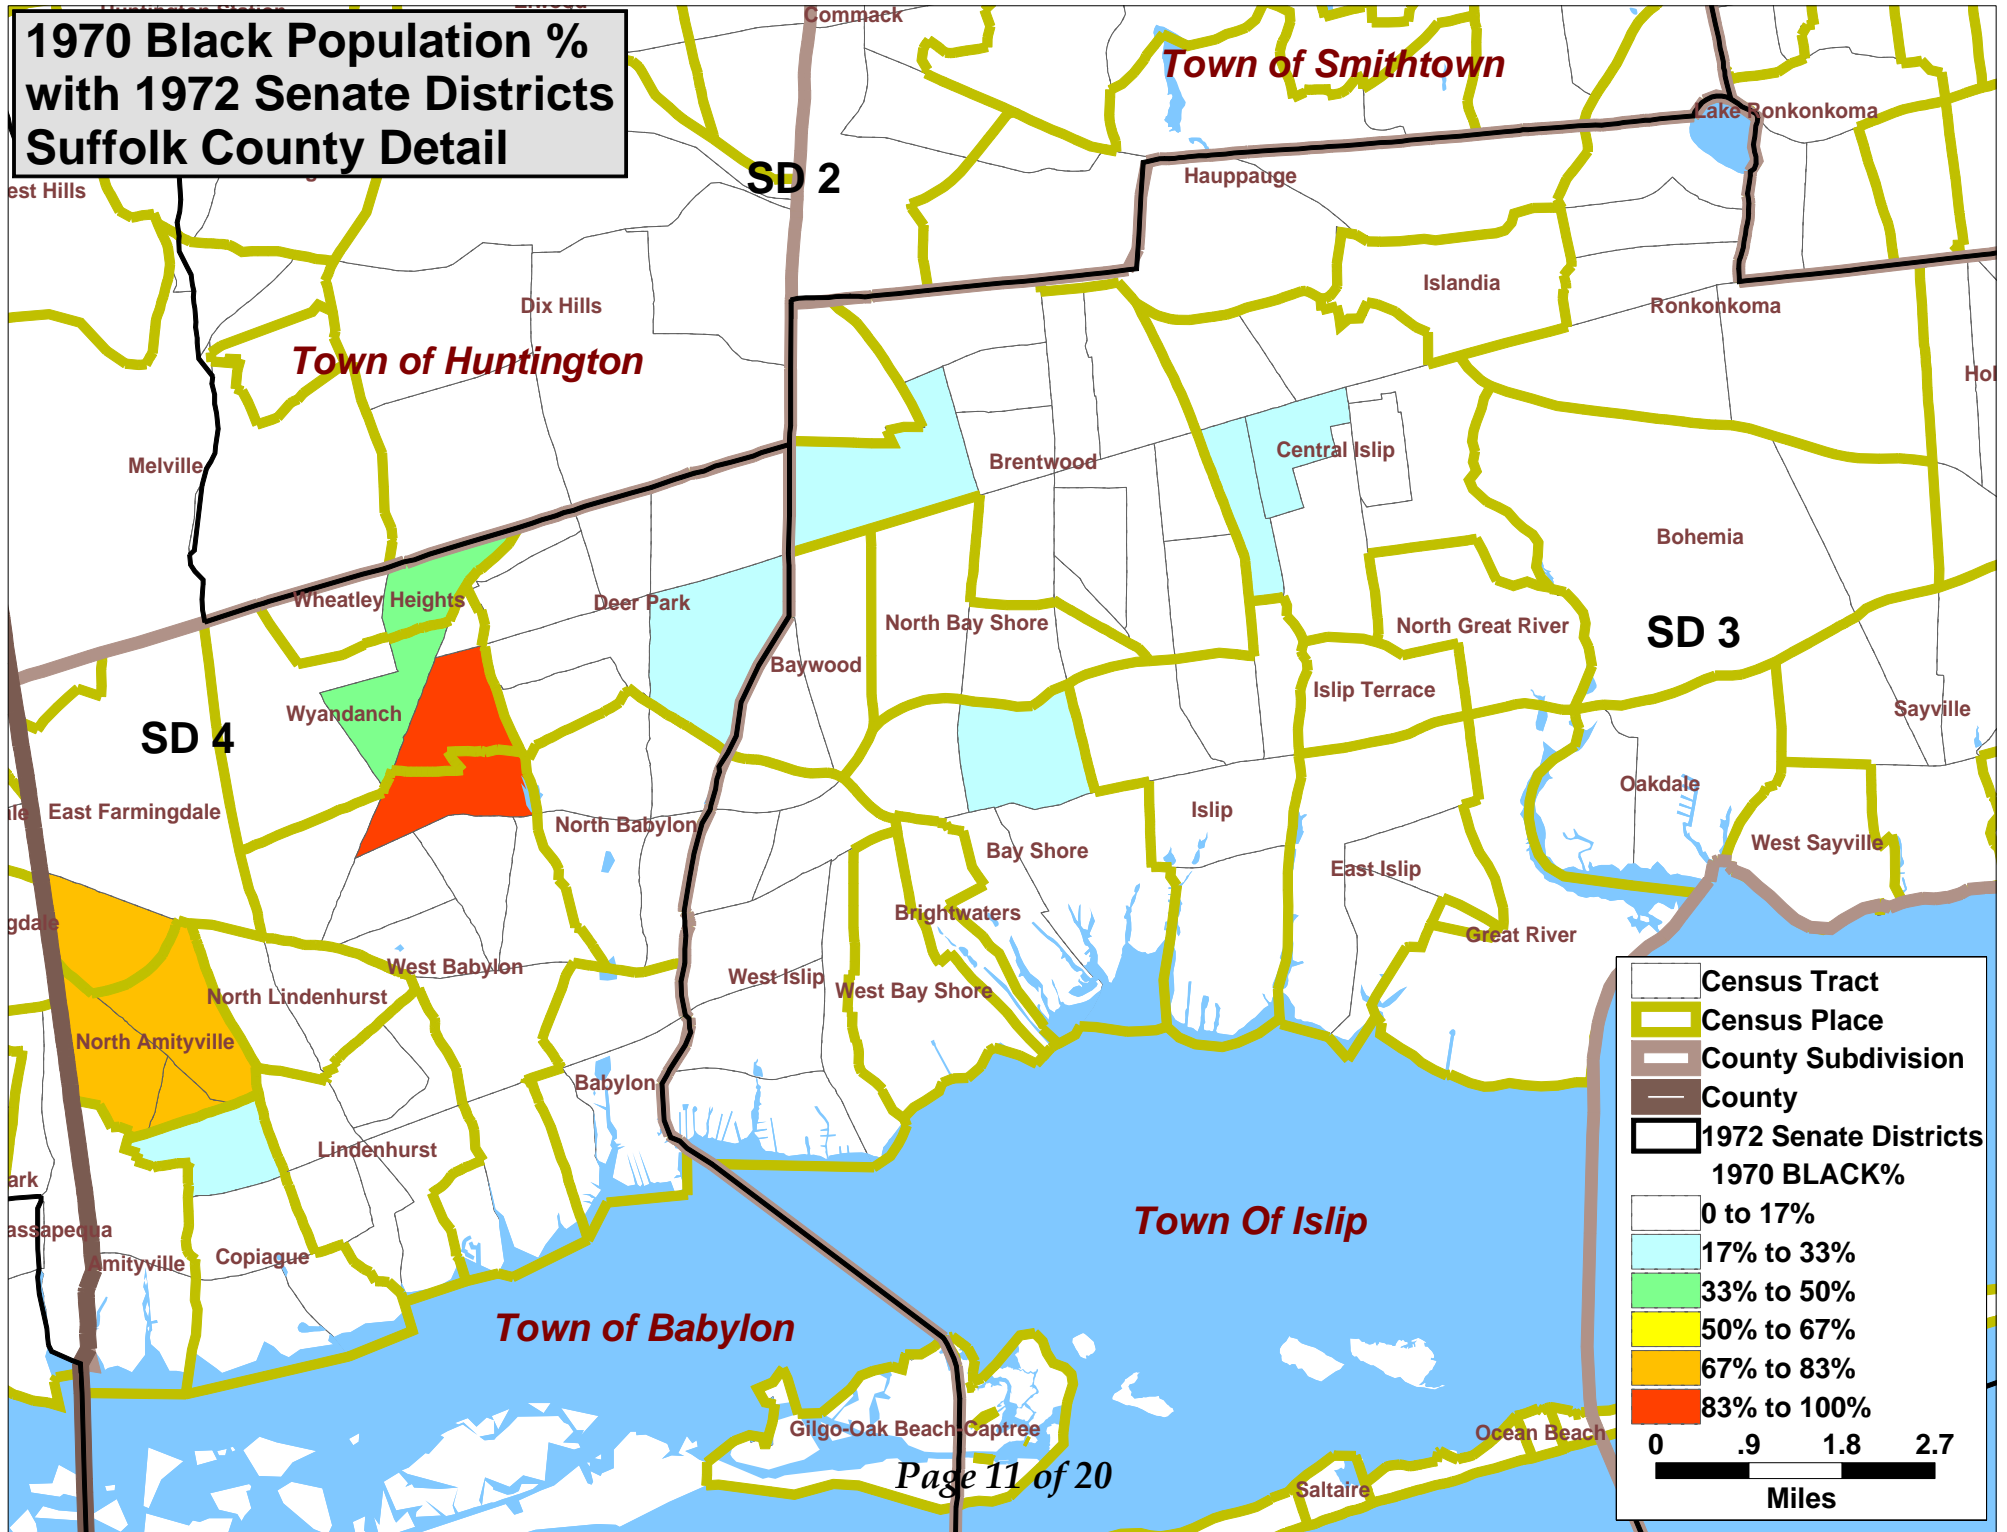 1970 Black Population %
with 1972 Senate Districts
Suffolk County Detail
Commack
Town of Smithtown
Lake Ronkonkoma
est Hills
SD 2
Hauppauge
Islandia
Dix Hills
Ronkonkoma
Town of Huntington
Hol
Melville
Brentwood
Central Islip
Bohemia
Wheatley Heights
Deer Park
North Bay Shore
North Great River
SD 3
Baywood
Islip Terrace
Wyandanch
Sayville
SD 4
Oakdale
East Farmingdale
North Babylon
Islip
West Sayville
Bay Shore
East Islip
gdale
Brightwaters
Great River
West Babylon
West Islip
West Bay Shore
North Lindenhurst
North Amityville
Babylon
Lindenhurst
ark
assapequa
Amityville
Copiague
Town Of Islip
Town of Babylon
Gilgo-Oak Beach-Captree
Ocean Beach
Saltaire
Page 11 of 20
Census Tract
Census Place
County Subdivision
County
1972 Senate Districts
1970 BLACK%
0 to 17%
17% to 33%
33% to 50%
50% to 67%
67% to 83%
83% to 100%
0 .9 1.8 2.7
Miles